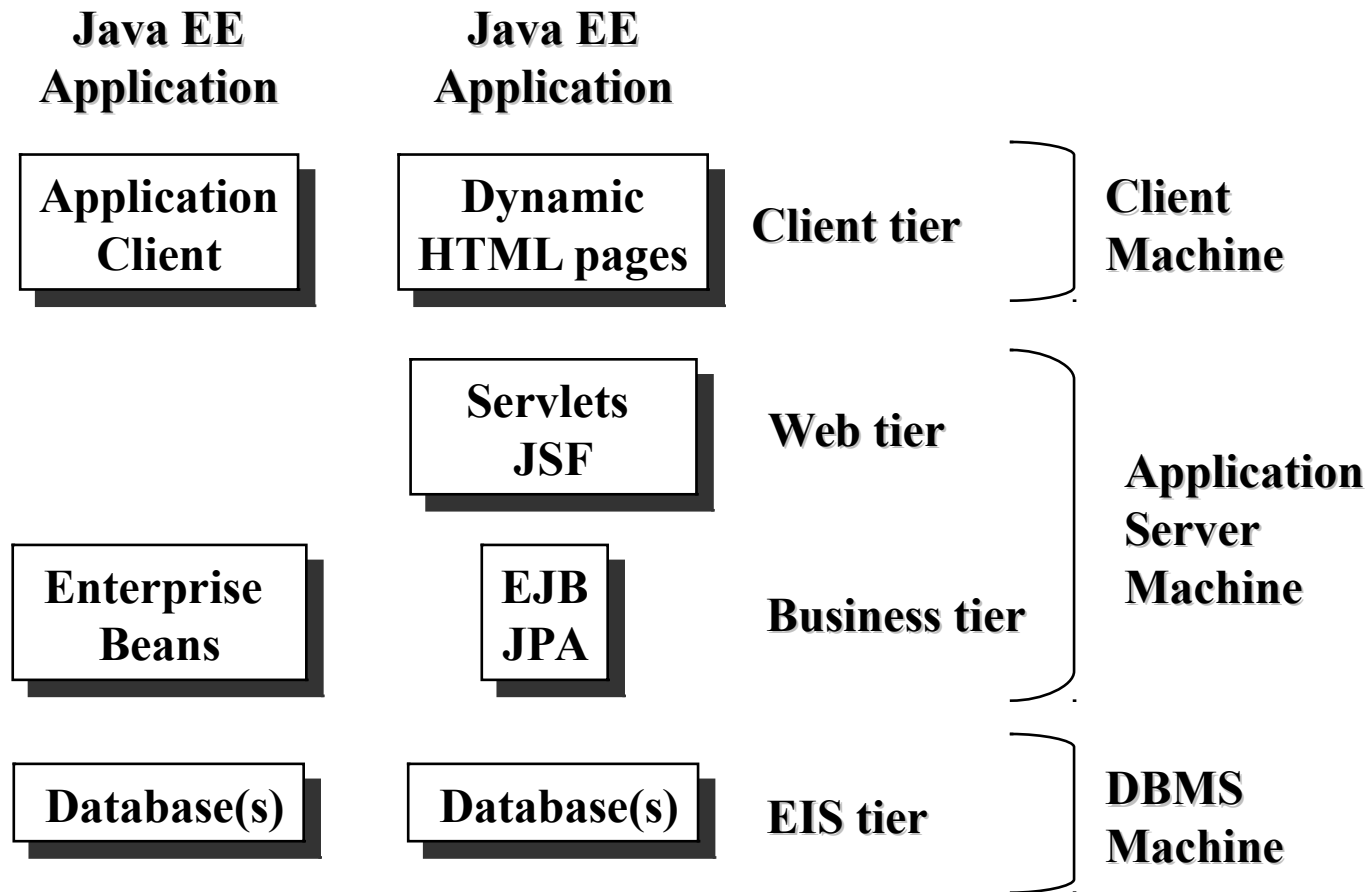 Java EE
Application
Java EE
Application
Application
Client
Dynamic
HTML pages
Client tier
Client
Machine
Servlets
JSF
Web tier
Application
Server
Machine
Enterprise
Beans
EJB
JPA
Business tier
Database(s)
Database(s)
EIS tier
DBMS
Machine